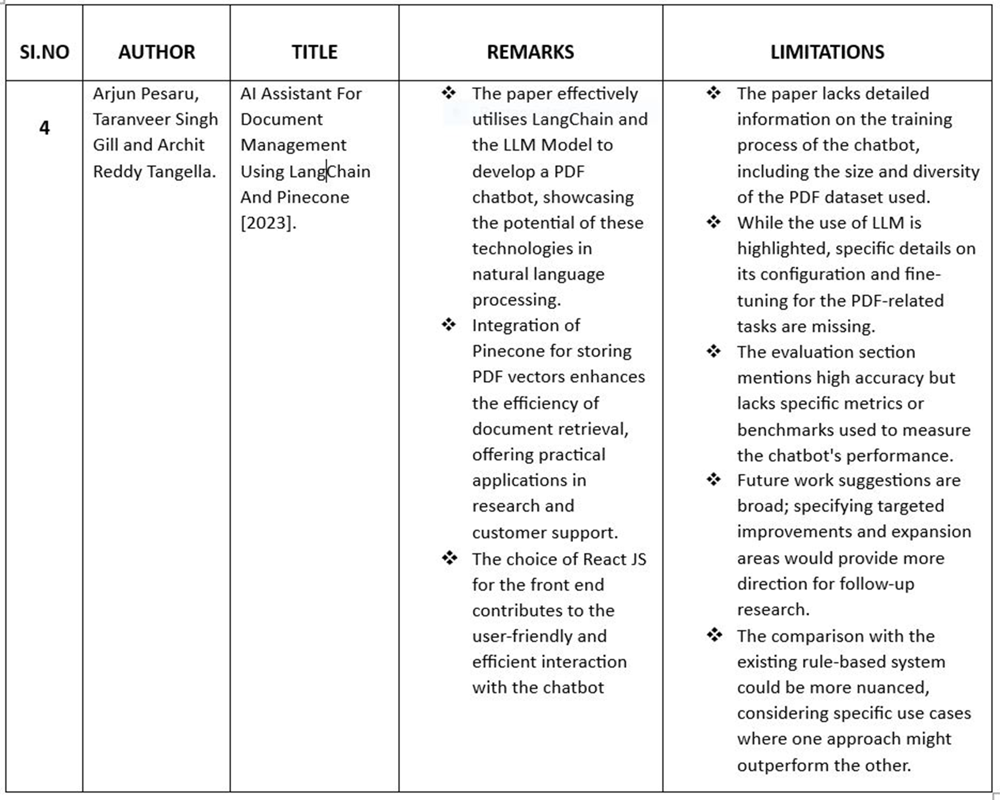 SI.NO
AUTHOR
TITLE
REMARKS
LIMITATIONS
4
Arjun Pesaru,
Taranveer Singh
Gill and Archit
Reddy Tangella.
AI Assistant For
Document
Management
Using LangChain
And Pinecone
[2023].
❖ The paper effectively
utilises LangChain and
the LLM Model to
develop a PDF
chatbot, showcasing
the potential of these
technologies in
natural language
processing.
❖ Integration of
Pinecone for storing
PDF vectors enhances
the efficiency of
document retrieval,
offering practical
applications in
research and
customer support.
❖ The choice of React JS
for the front end
contributes to the
user-friendly and
efficient interaction
with the chatbot
❖ The paper lacks detailed
information on the training
process of the chatbot,
including the size and diversity
of the PDF dataset used.
❖ While the use of LLM is
highlighted, specific details on
its configuration and fine-
tuning for the PDF-related
tasks are missing.
❖ The evaluation section
mentions high accuracy but
lacks specific metrics or
benchmarks used to measure
the chatbot's performance.
❖ Future work suggestions are
broad; specifying targeted
improvements and expansion
areas would provide more
direction for follow-up
research.
❖ The comparison with the
existing rule-based system
could be more nuanced,
considering specific use cases
where one approach might
outperform the other.